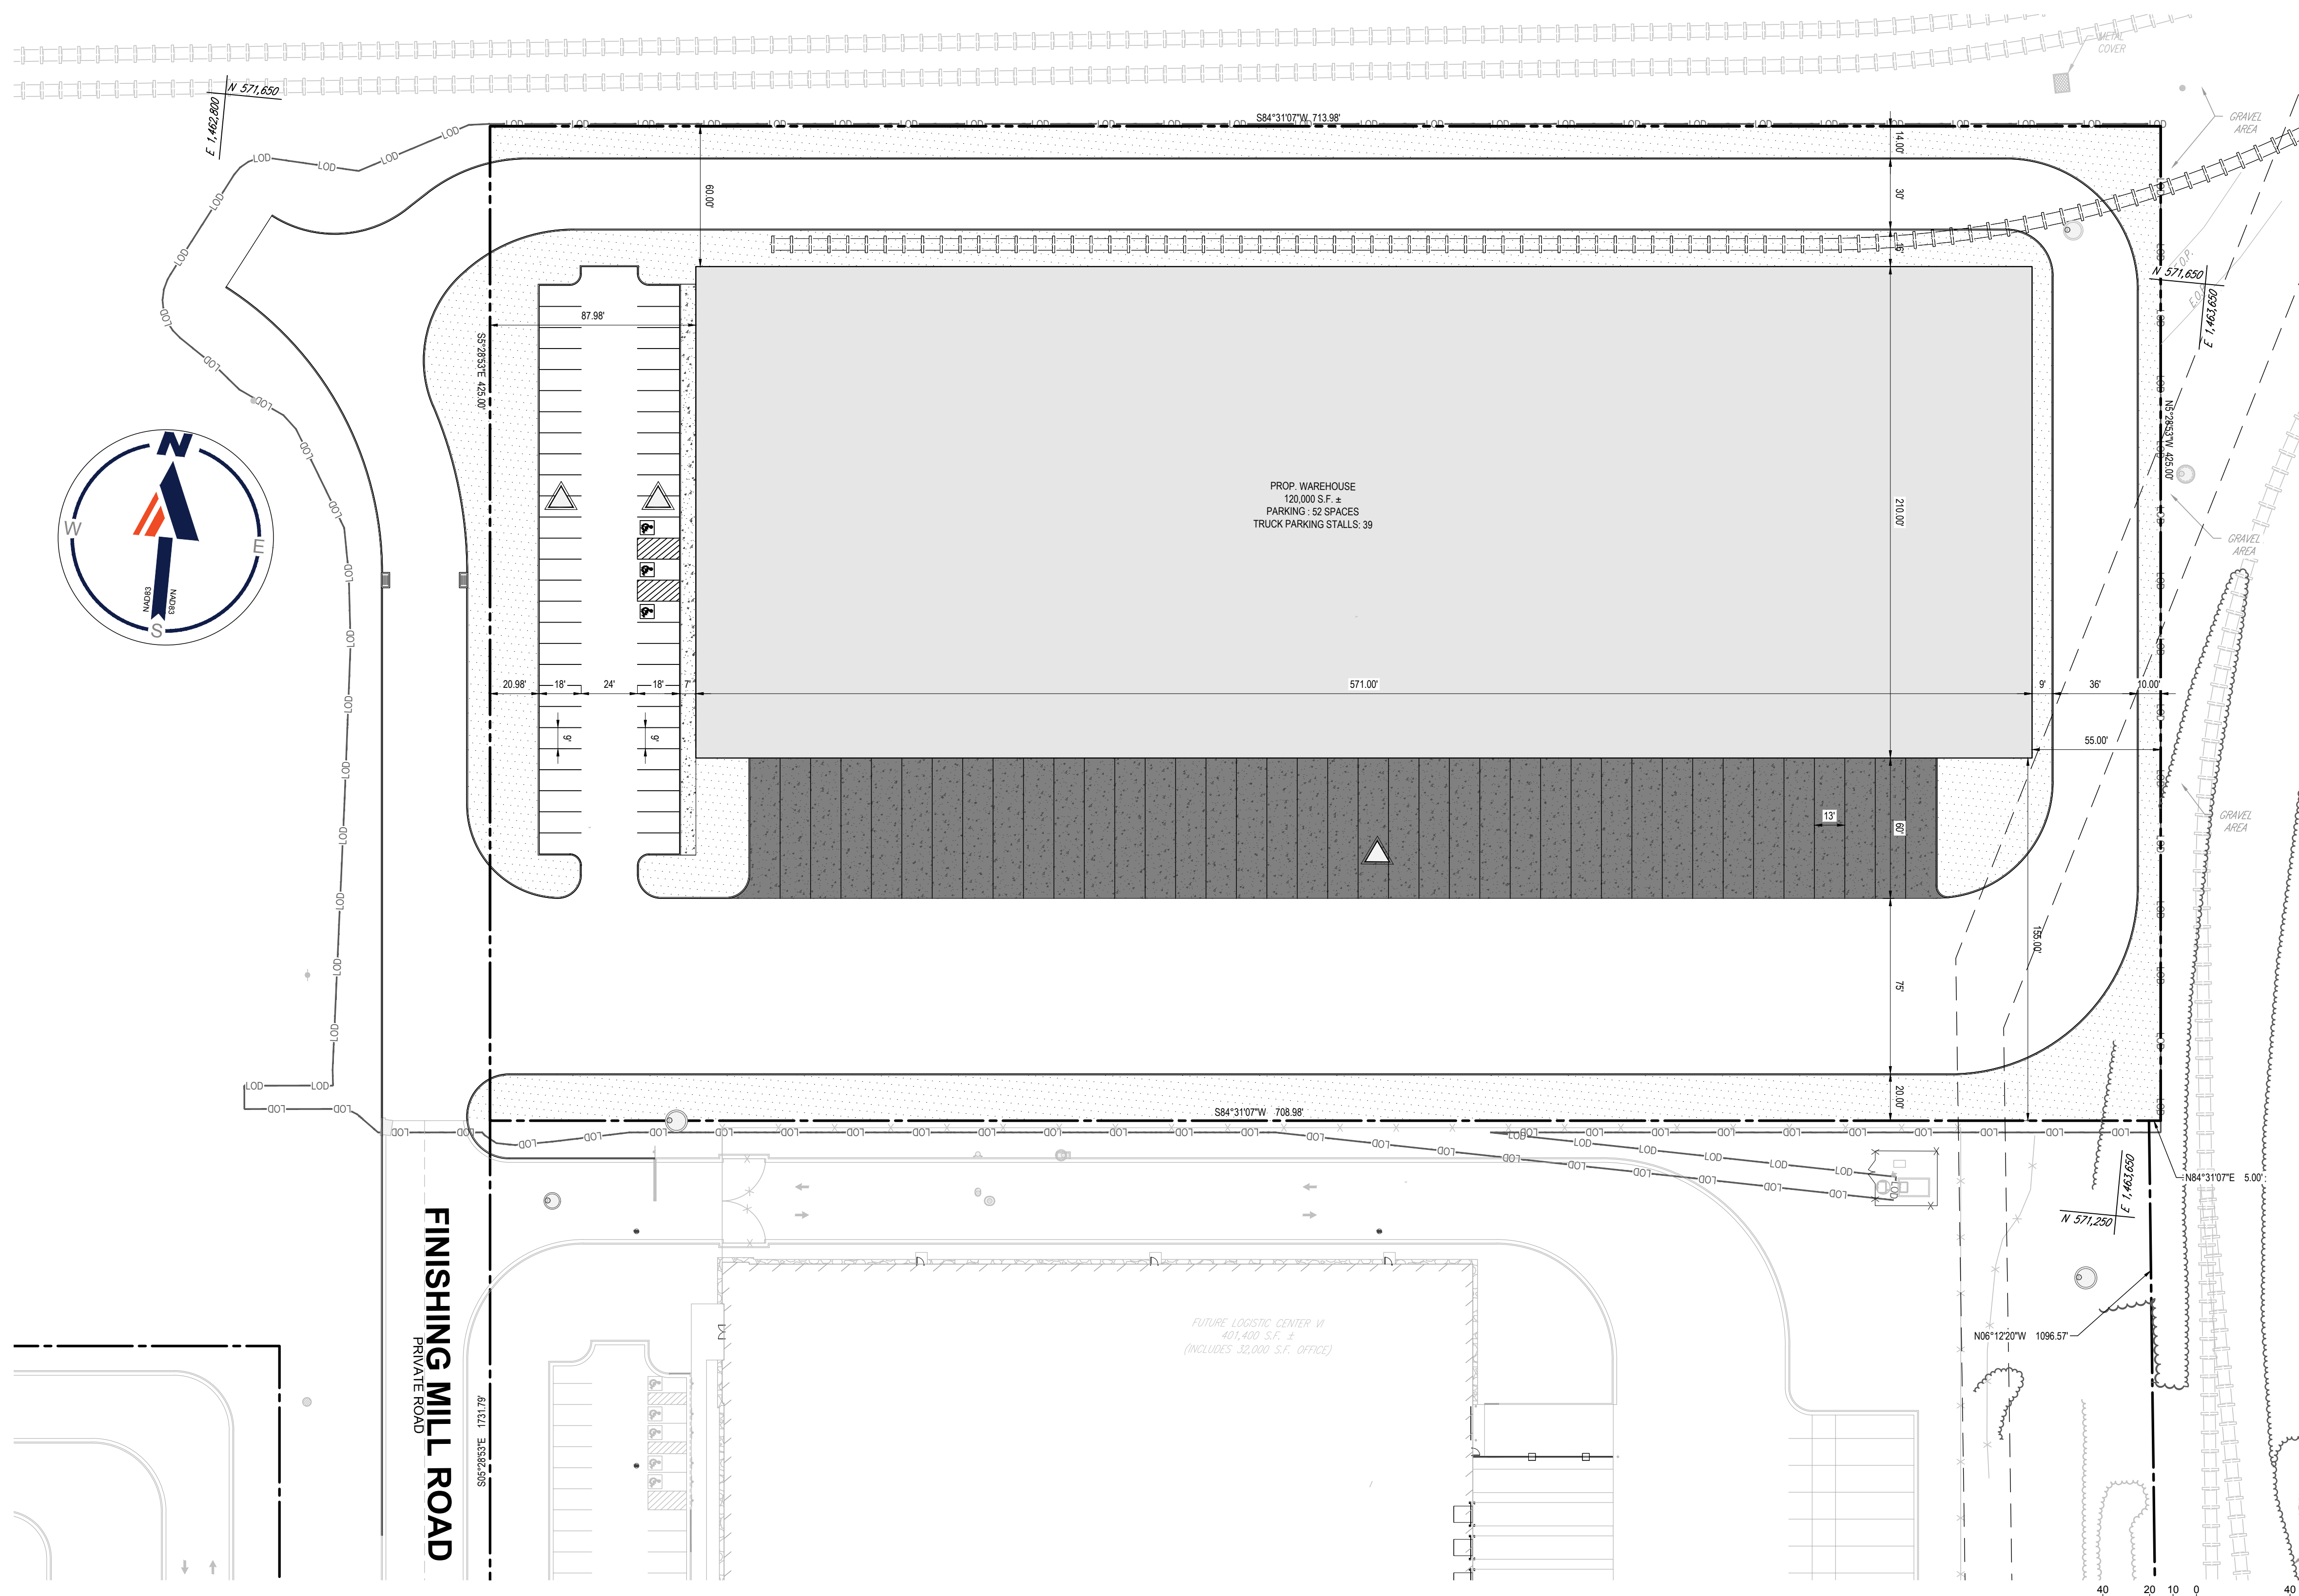 METAL
COVER
N 571,650
E 1,462,800
S84°31'07"W 713.98'
GRAVEL
AREA
14.00'
60.00'
30'
16'
E.O.P.
E.O.P.
N 571,650
E 1,463,650
87.98'
S5°28'53"E 425.00'
N5°28'53"W 425.00'
N
W
E
S
NAD83
NAD83
PROP. WAREHOUSE
120,000 S.F. ±
PARKING : 52 SPACES
TRUCK PARKING STALLS: 39
210.00'
GRAVEL
AREA
20.98'
18'
24'
18'
7'
571.00'
9'
36'
10.00'
9'
9'
55.00'
13'
60'
GRAVEL
AREA
155.00'
75'
20.00'
S84°31'07"W 708.98'
LOD
N84°31'07"E 5.00'
E 1,463,650
N 571,250
N06°12'20"W 1096.57'
FINISHING MILL ROAD
PRIVATE ROAD
S05°28'53"E 1731.79'
FUTURE LOGISTIC CENTER VI
401,400 S.F. ±
(INCLUDES 32,000 S.F. OFFICE)
40 20 10 0 40